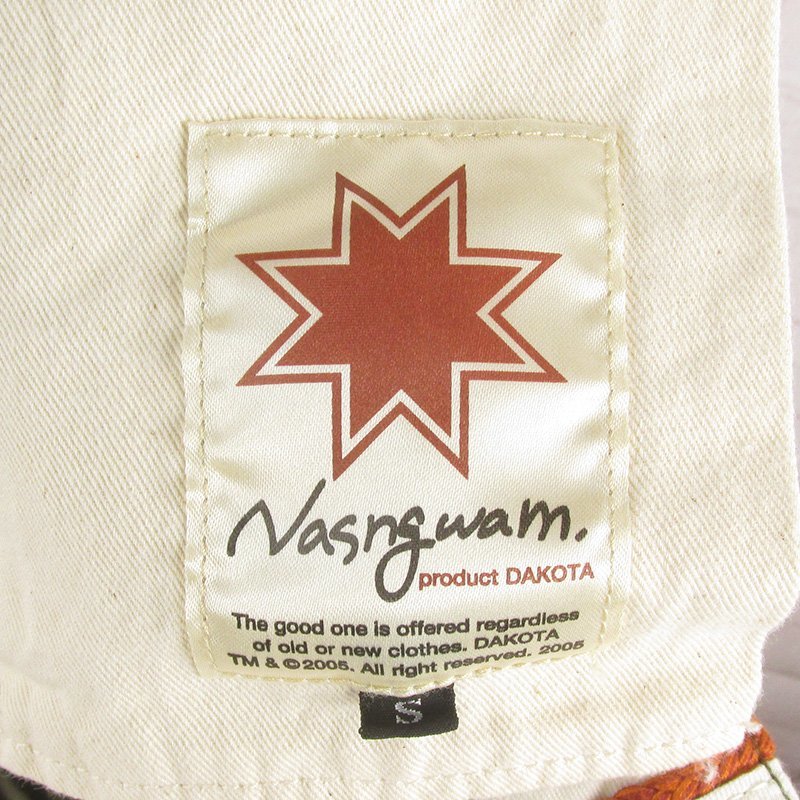 Nasngwam.
product DAKOTA
The good one is offered regardless
of old or new clothes. DAKOTA
TM & ©2005. All right reserved. 2005
S